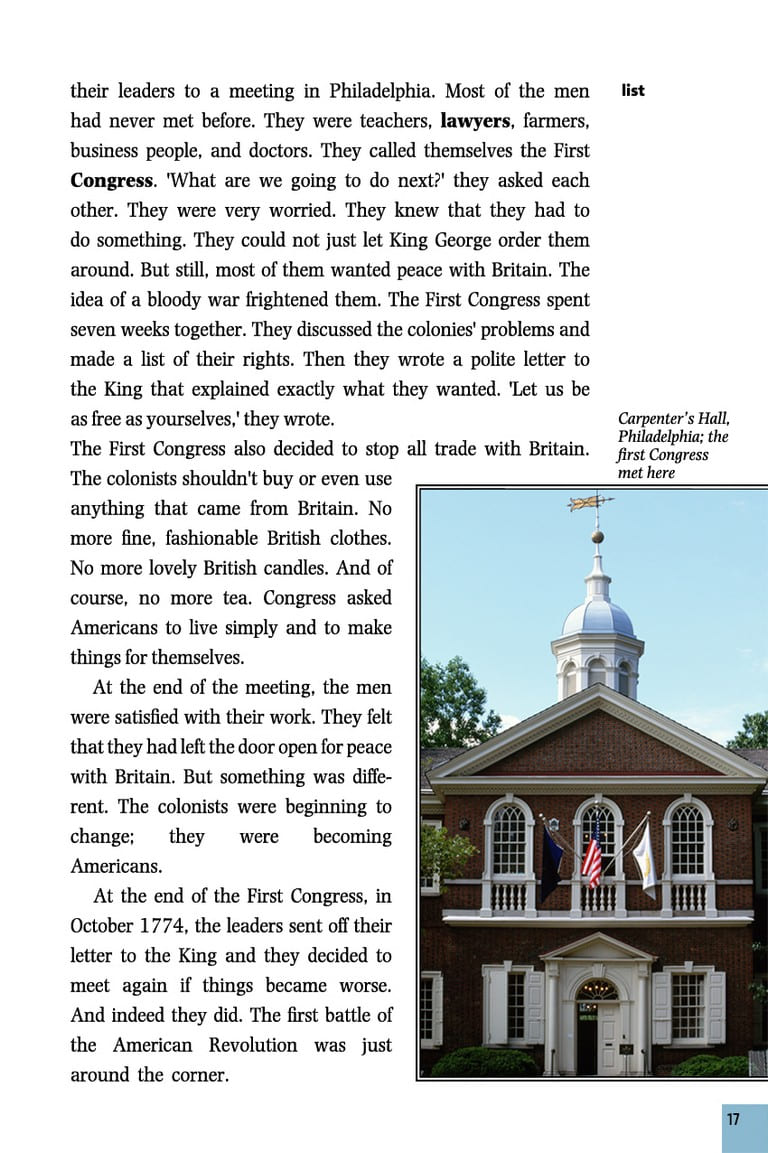 their leaders to a meeting in Philadelphia. Most of the men
had never met before. They were teachers, lawyers, farmers,
business people, and doctors. They called themselves the First
Congress. 'What are we going to do next?' they asked each
other. They were very worried. They knew that they had to
do something. They could not just let King George order them
around. But still, most of them wanted peace with Britain. The
idea of a bloody war frightened them. The First Congress spent
seven weeks together. They discussed the colonies' problems and
made a list of their rights. Then they wrote a polite letter to
the King that explained exactly what they wanted. 'Let us be
as free as yourselves,' they wrote.
The First Congress also decided to stop all trade with Britain.
The colonists shouldn't buy or even use
anything that came from Britain. No
more fine, fashionable British clothes.
No more lovely British candles. And of
course, no more tea. Congress asked
Americans to live simply and to make
things for themselves.
At the end of the meeting, the men
were satisfied with their work. They felt
that they had left the door open for peace
with Britain. But something was diffe-
rent. The colonists were beginning to
change; they were becoming
Americans.
At the end of the First Congress, in
October 1774, the leaders sent off their
letter to the King and they decided to
meet again if things became worse.
And indeed they did. The first battle of
the American Revolution was just
around the corner.
list
Carpenter's Hall,
Philadelphia; the
first Congress
met here
17